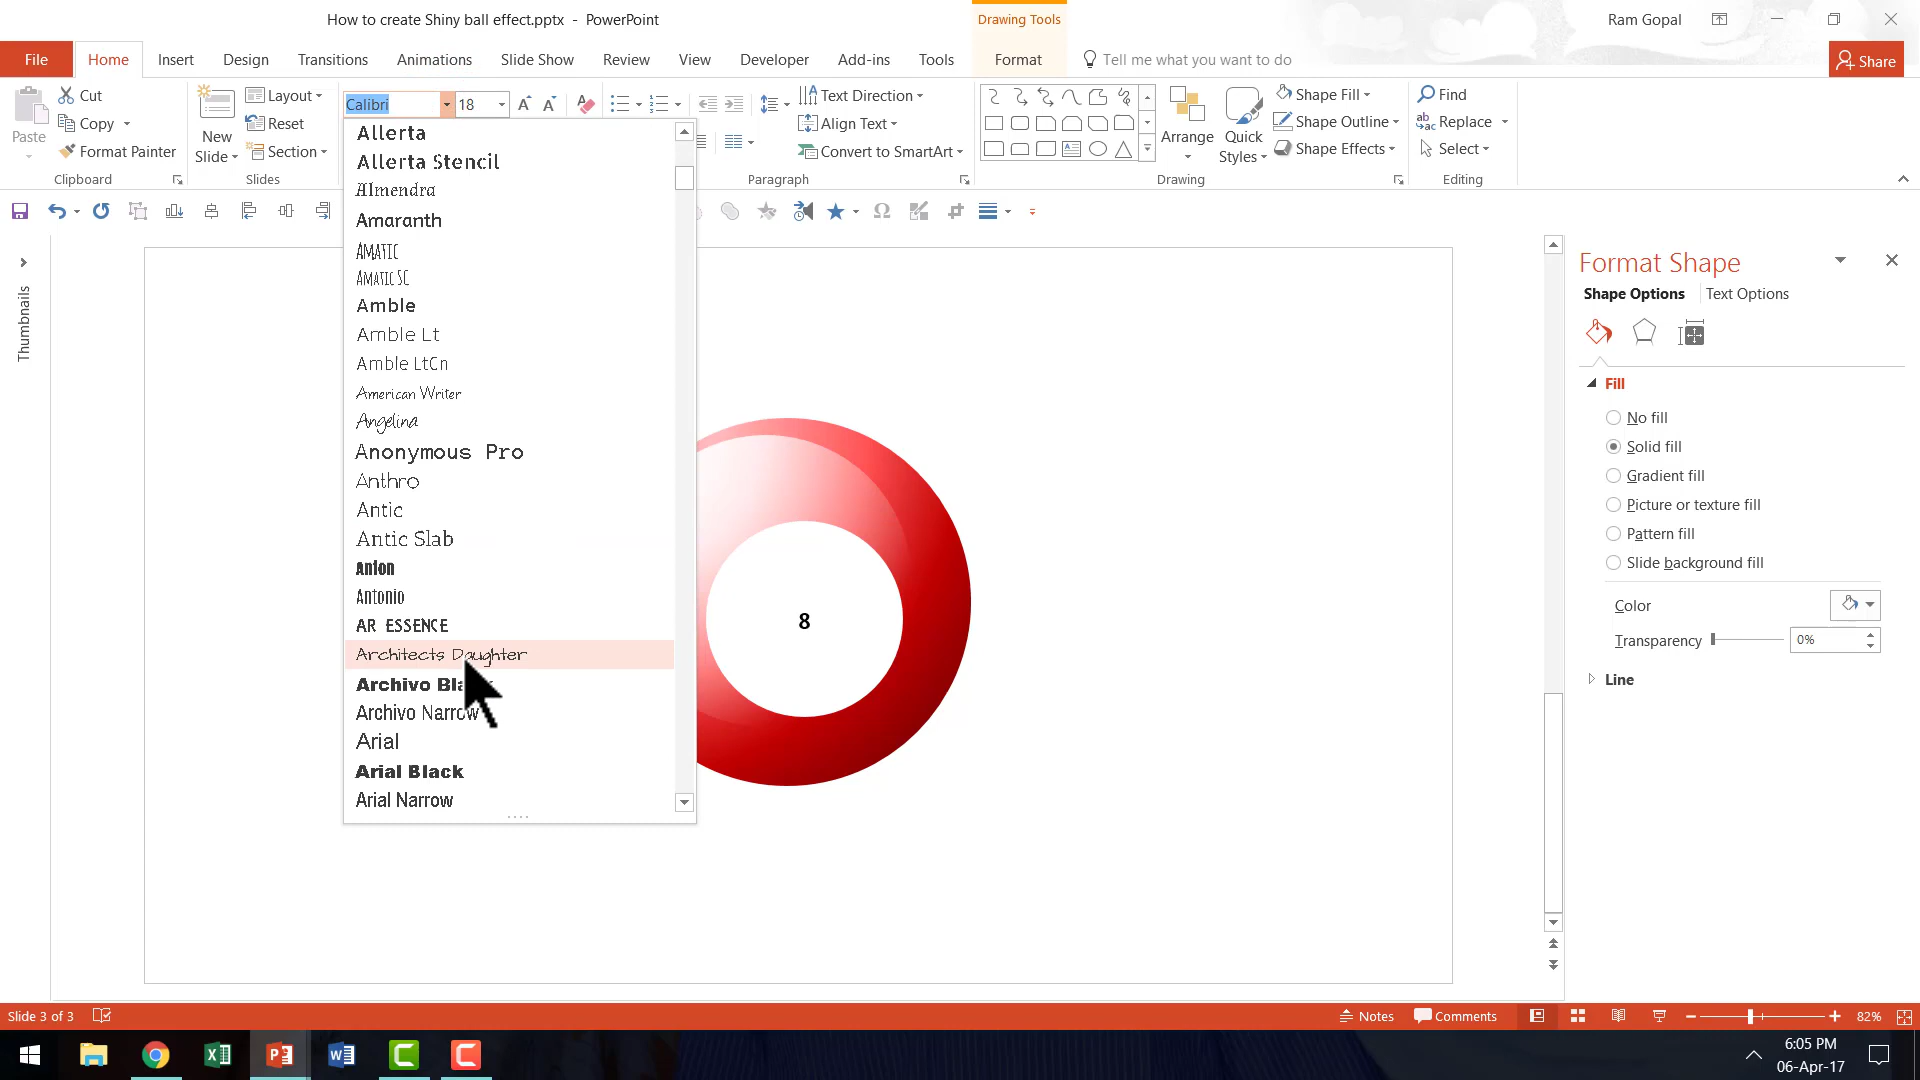 How to create Shiny ball effect.pptx - PowerPoint
Drawing Tools
Ram Gopal
File Home Insert Design Transitions Animations Slide Show Review View Developer Add-ins Tools Format Tell me what you want to do Share
Paste
Cut
Copy
Format Painter
Clipboard
New
Slide
Layout
Reset
Section
Slides
Calibri 18
Text Direction
Align Text
Convert to SmartArt
Paragraph
Arrange
Quick
Styles
Shape Fill
Shape Outline
Shape Effects
Drawing
Find
Replace
Select
Editing
Thumbnails
Allerta
Allerta Stencil
Almendra
Amaranth
AMATIC
AMATIC SC
Amble
Amble Lt
Amble LtCn
American Writer
Angelina
Anonymous Pro
Anthro
Antic
Antic Slab
Anton
Antonio
AR ESSENCE
Architects Daughter
Archivo Black
Archivo Narrow
Arial
Arial Black
Arial Narrow
8
Format Shape
Shape Options Text Options
Fill
No fill
Solid fill
Gradient fill
Picture or texture fill
Pattern fill
Slide background fill
Color
Transparency 0%
Line
Slide 3 of 3
Notes Comments 82%
6:05 PM
06-Apr-17